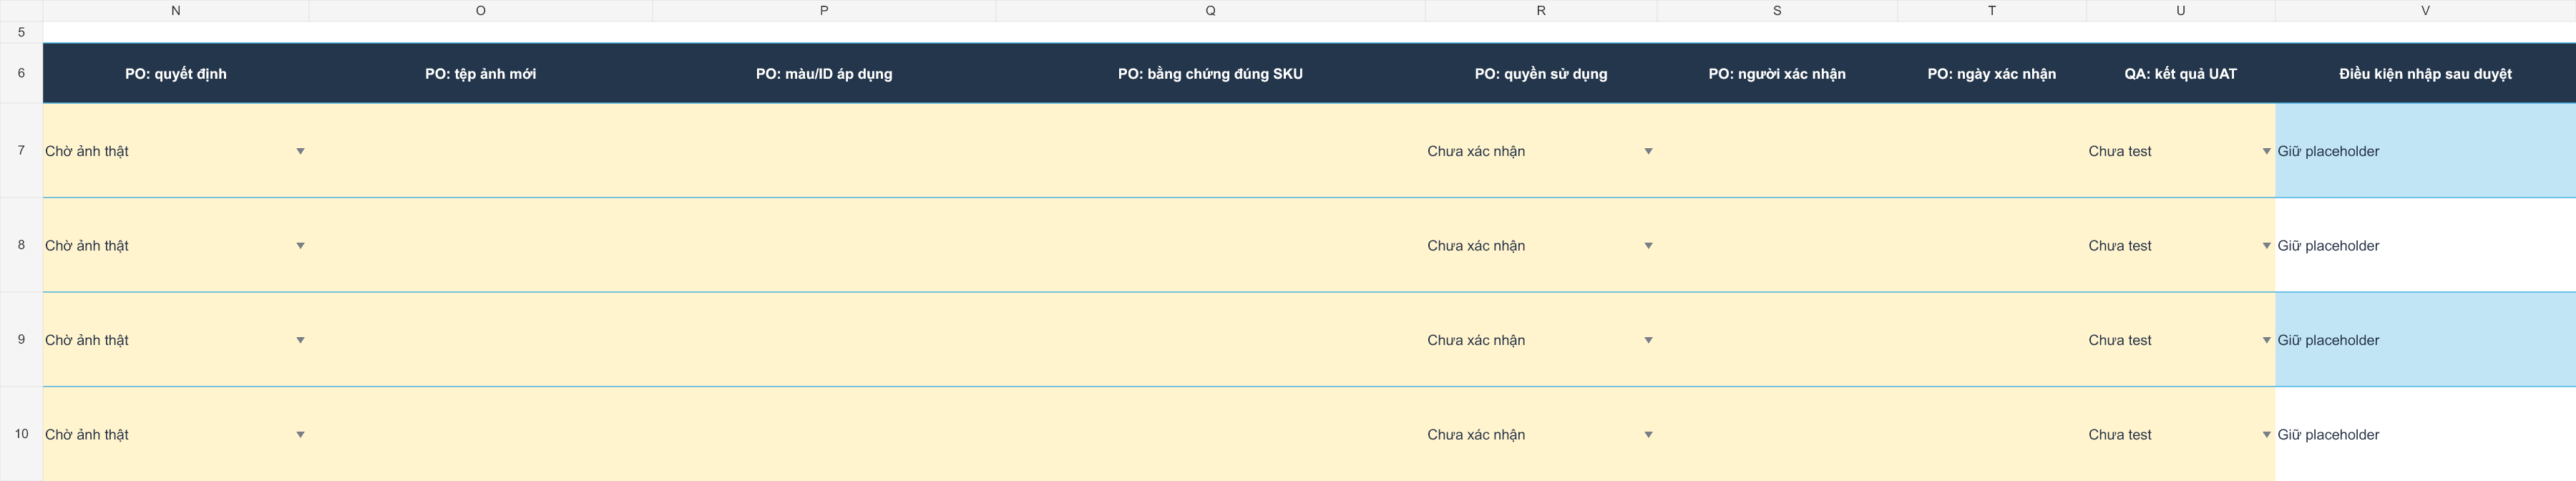 N O P Q R S T U V
5
6 PO: quyết định PO: tệp ảnh mới PO: màu/ID áp dụng PO: bằng chứng đúng SKU PO: quyền sử dụng PO: người xác nhận PO: ngày xác nhận QA: kết quả UAT Điều kiện nhập sau duyệt
7 Chờ ảnh thật Chưa xác nhận Chưa test Giữ placeholder
8 Chờ ảnh thật Chưa xác nhận Chưa test Giữ placeholder
9 Chờ ảnh thật Chưa xác nhận Chưa test Giữ placeholder
10 Chờ ảnh thật Chưa xác nhận Chưa test Giữ placeholder